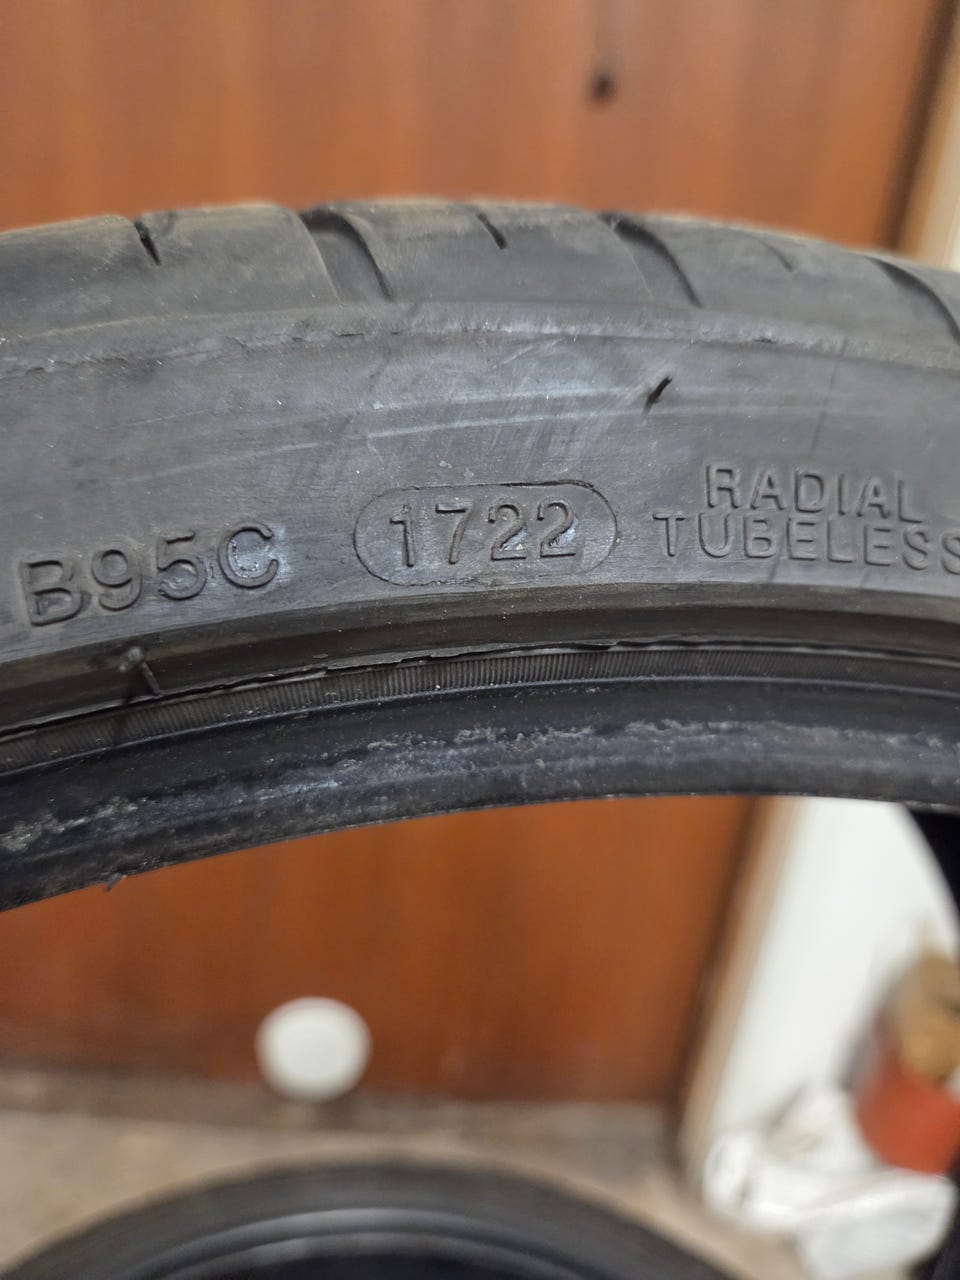 B95C
1722
RADIAL
TUBELESS